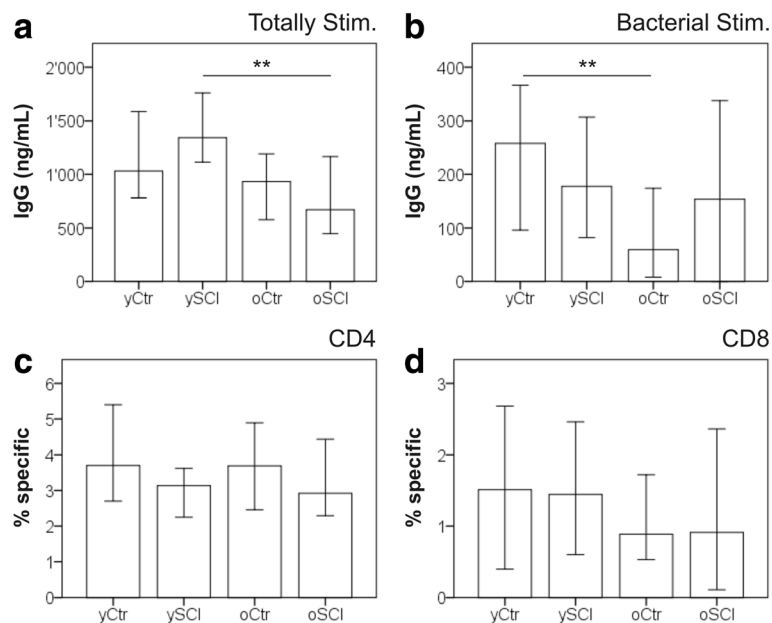 a Totally Stim.
IgG (ng/mL)
2'000
1'500
1'000
500
0
**
yCtr ySCI oCtr oSCI
b Bacterial Stim.
IgG (ng/mL)
400
300
200
100
0
**
yCtr ySCI oCtr oSCI
c CD4
% specific
6
5
4
3
2
1
0
yCtr ySCI oCtr oSCI
d CD8
% specific
3
2
1
0
yCtr ySCI oCtr oSCI